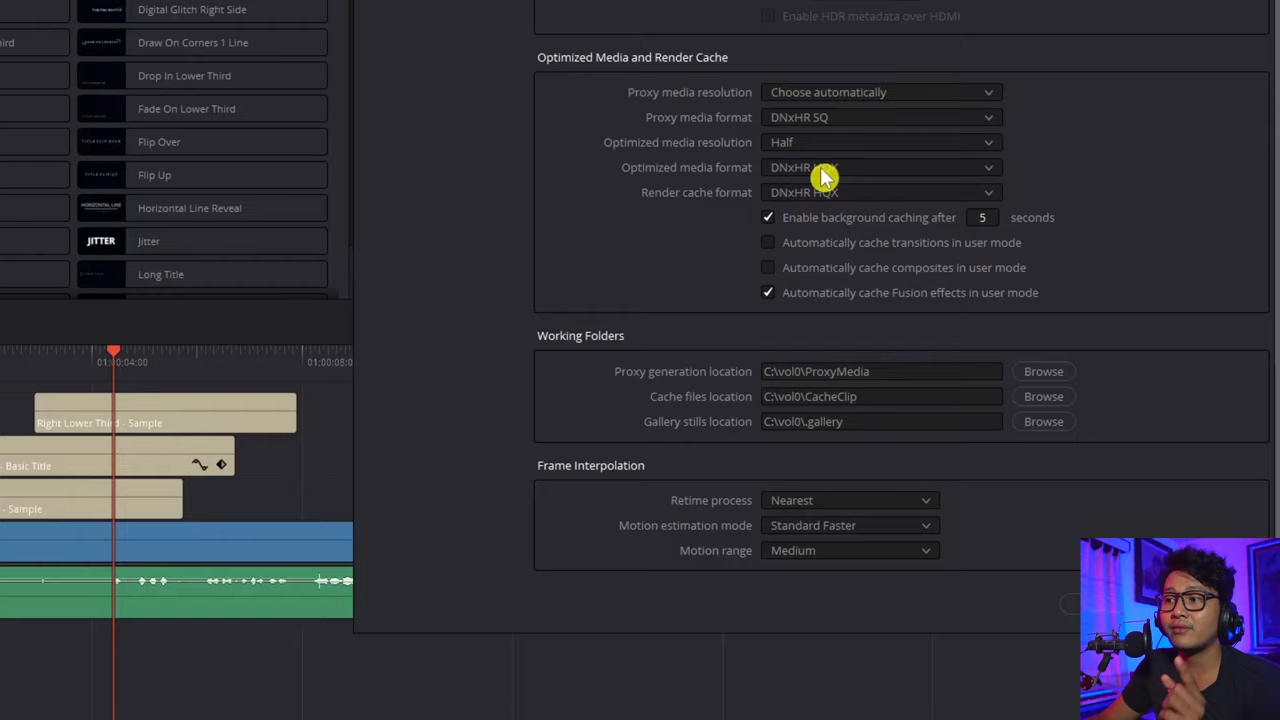 Digital Glitch Right Side
Enable HDR metadata over HDMI
hird
Draw On Corners 1 Line
Optimized Media and Render Cache
Drop In Lower Third
Proxy media resolution Choose automatically
Fade On Lower Third
Proxy media format DNxHR SQ
Flip Over
Optimized media resolution Half
Optimized media format DNxHR
Flip Up
Render cache format DNxHR HQX
HORIZONTAL LINE REVEAL
Horizontal Line Reveal
Enable background caching after 5 seconds
JITTER
Jitter
Automatically cache transitions in user mode
Long Title
Automatically cache composites in user mode
Automatically cache Fusion effects in user mode
Working Folders
01:00:04:00
01:00:08:0
Proxy generation location C:\vol0\ProxyMedia Browse
Cache files location C:\vol0\CacheClip Browse
Gallery stills location C:\vol0\.gallery Browse
Right Lower Third - Sample
- Basic Title
- Sample
Frame Interpolation
Retime process Nearest
Motion estimation mode Standard Faster
Motion range Medium